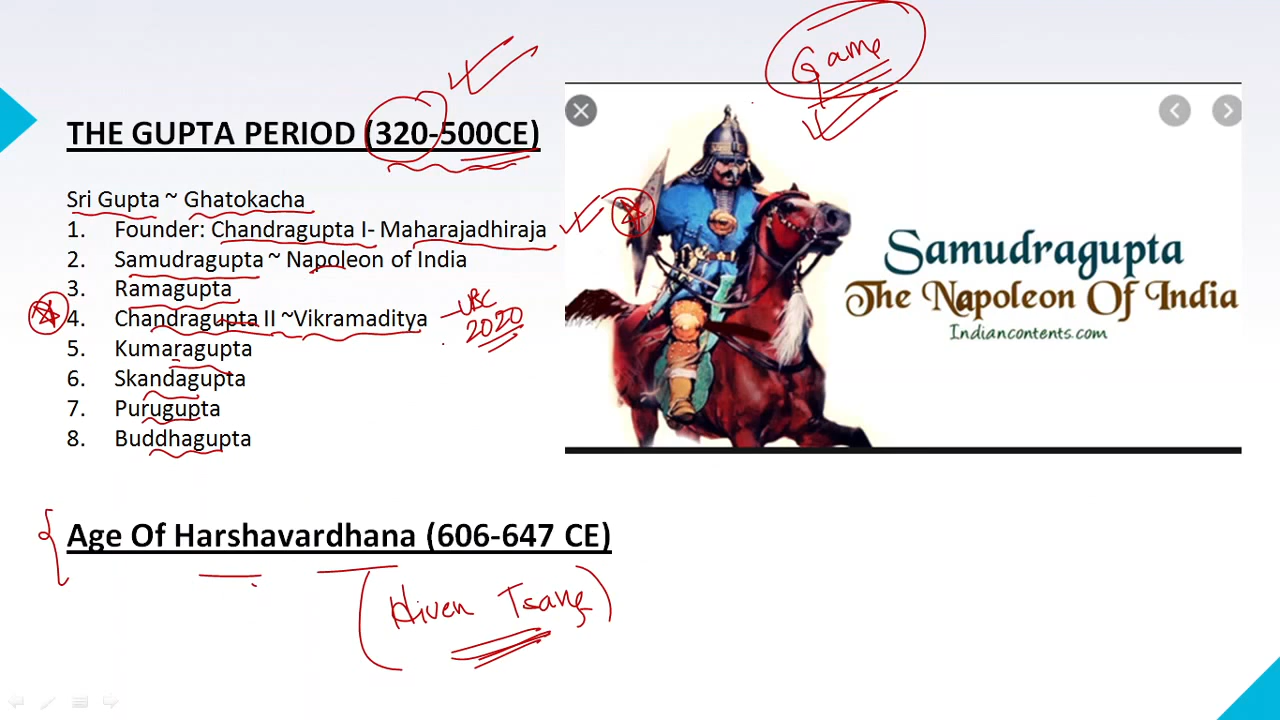 Game
THE GUPTA PERIOD (320-500CE)
Sri Gupta ~ Ghatokacha
1. Founder: Chandragupta I- Maharajadhiraja
2. Samudragupta ~ Napoleon of India
3. Ramagupta
4. Chandragupta II ~Vikramaditya
2020
5. Kumaragupta
6. Skandagupta
7. Purugupta
8. Buddhagupta
Samudragupta
The Napoleon Of India
Indiancontents.com
Age Of Harshavardhana (606-647 CE)
(Hiven Tsang)